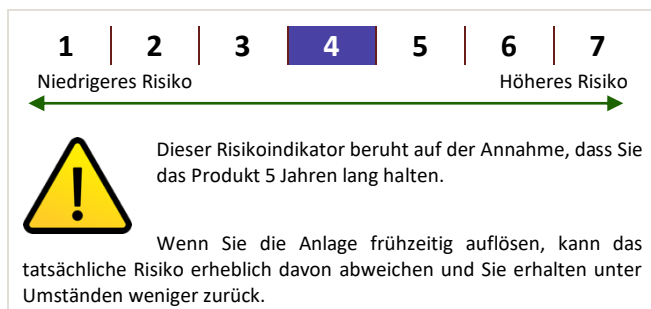 1 2 3 4 5 6 7
Niedrigeres Risiko Höheres Risiko
Dieser Risikoindikator beruht auf der Annahme, dass Sie
das Produkt 5 Jahren lang halten.
Wenn Sie die Anlage frühzeitig auflösen, kann das
tatsächliche Risiko erheblich davon abweichen und Sie erhalten unter
Umständen weniger zurück.